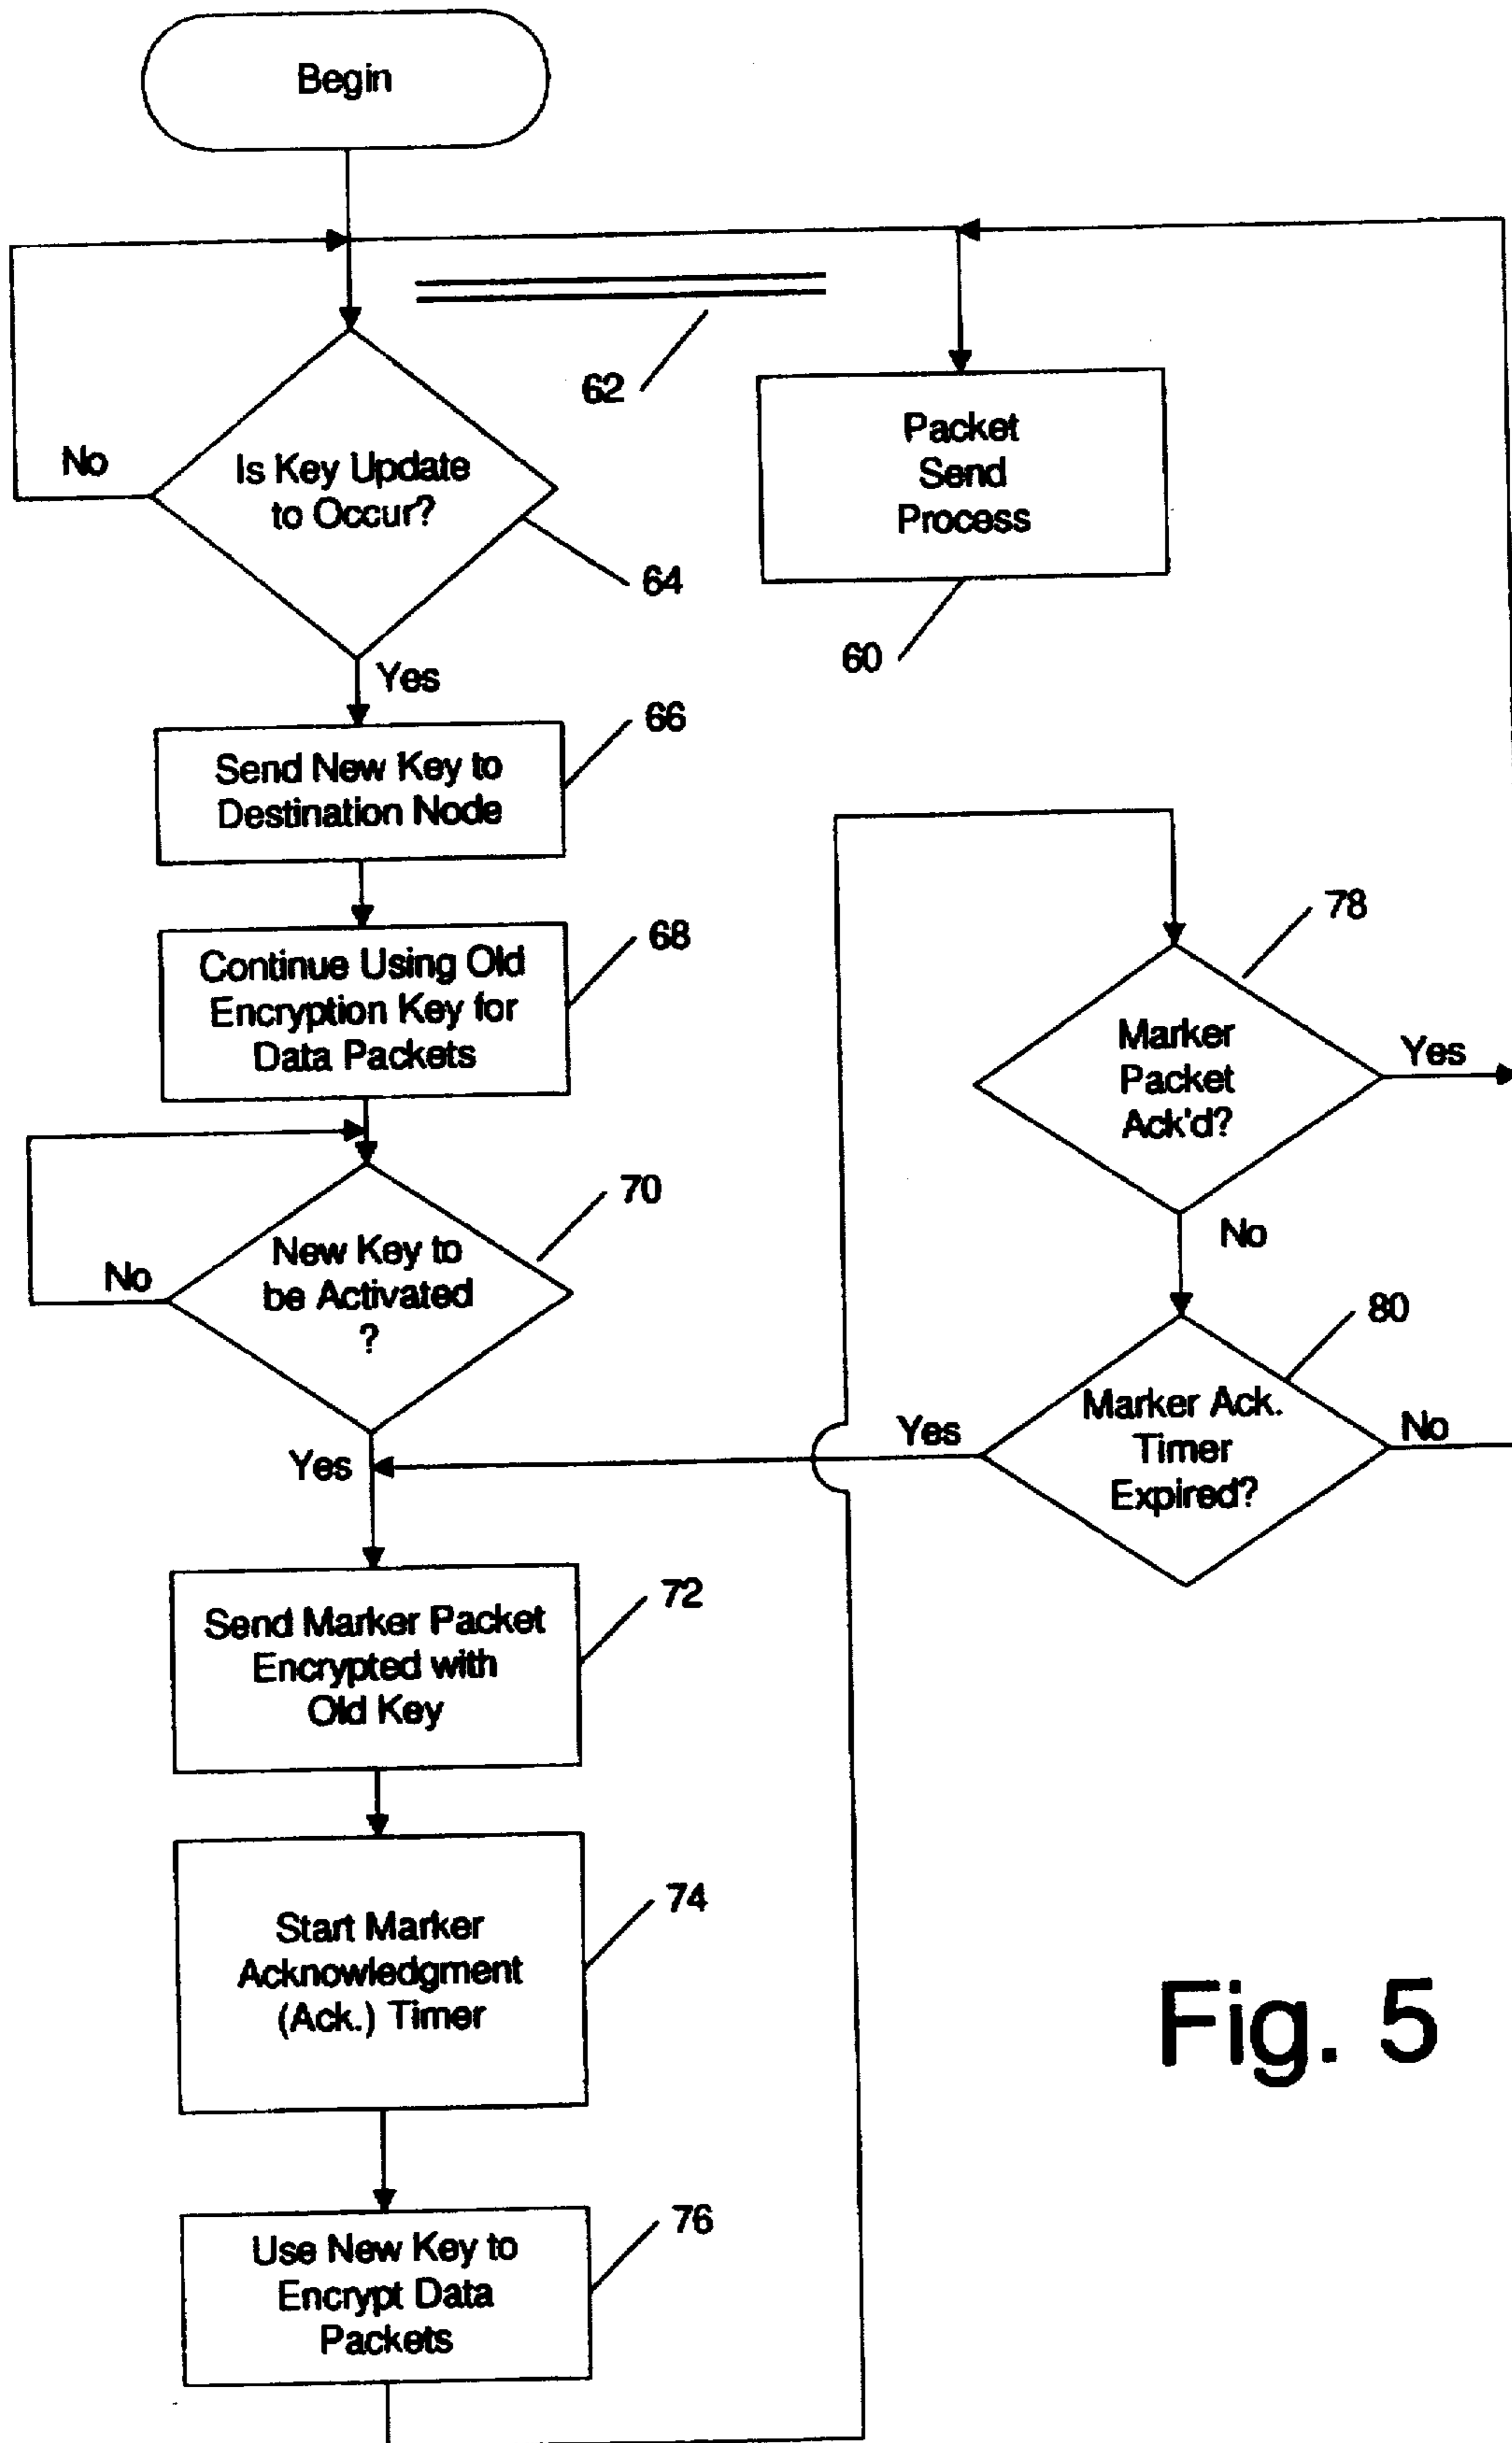 Begin
62
Is Key Update
to Occur?
No
Yes
64
Packet
Send
Process
60
Send New Key to
Destination Node
66
Continue Using Old
Encryption Key for
Data Packets
68
New Key to
be Activated
?
No
Yes
70
Send Marker Packet
Encrypted with
Old Key
72
Start Marker
Acknowledgment
(Ack.) Timer
74
Use New Key to
Encrypt Data
Packets
76
Marker
Packet
Ack'd?
78
Yes
No
Marker Ack.
Timer
Expired?
80
Yes
No
Fig. 5